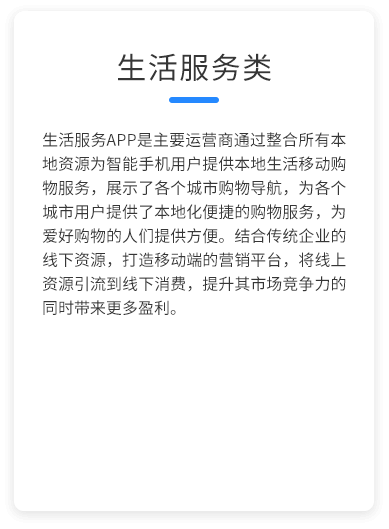 生活服务类
生活服务APP是主要运营商通过整合所有本
地资源为智能手机用户提供本地生活移动购
物服务，展示了各个城市购物导航，为各个
城市用户提供了本地化便捷的购物服务，为
爱好购物的人们提供方便。结合传统企业的
线下资源，打造移动端的营销平台，将线上
资源引流到线下消费，提升其市场竞争力的
同时带来更多盈利。